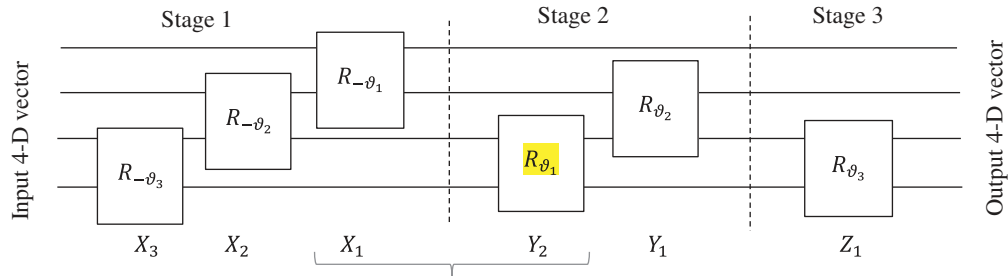 Stage 1 Stage 2 Stage 3
Input 4-D vector
R_{-ϑ_1}
R_{-ϑ_2} R_{ϑ_2}
R_{-ϑ_3} R_{ϑ_1} R_{ϑ_3}
Output 4-D vector
X_3 X_2 X_1 Y_2 Y_1 Z_1